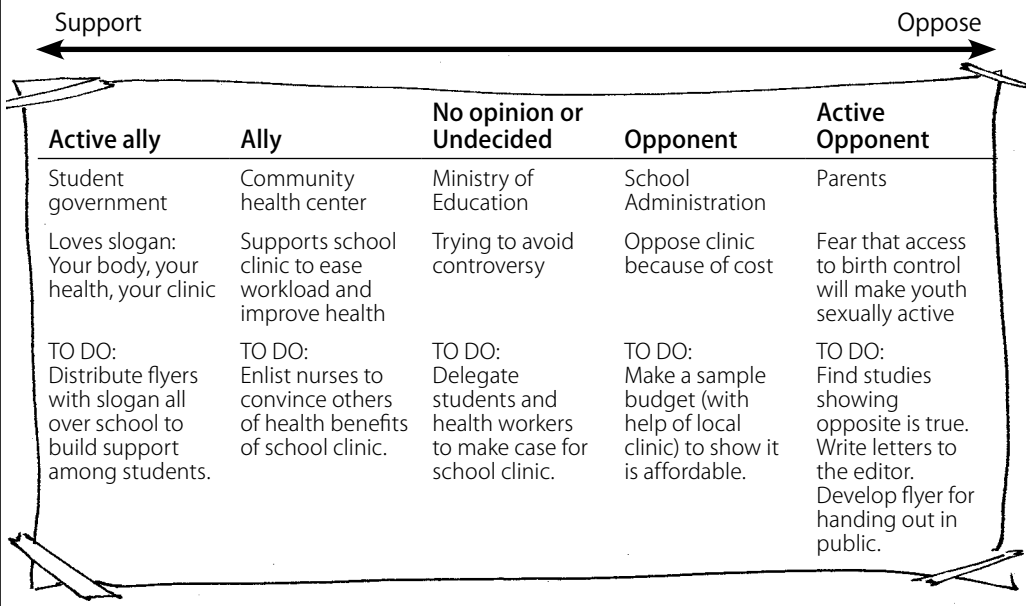 Support
Oppose
Active ally
Ally
No opinion or
Undecided
Opponent
Active
Opponent
Student
government
Community
health center
Ministry of
Education
School
Administration
Parents
Loves slogan:
Your body, your
health, your clinic
Supports school
clinic to ease
workload and
improve health
Trying to avoid
controversy
Oppose clinic
because of cost
Fear that access
to birth control
will make youth
sexually active
TO DO:
Distribute flyers
with slogan all
over school to
build support
among students.
TO DO:
Enlist nurses to
convince others
of health benefits
of school clinic.
TO DO:
Delegate
students and
health workers
to make case for
school clinic.
TO DO:
Make a sample
budget (with
help of local
clinic) to show it
is affordable.
TO DO:
Find studies
showing
opposite is true.
Write letters to
the editor.
Develop flyer for
handing out in
public.